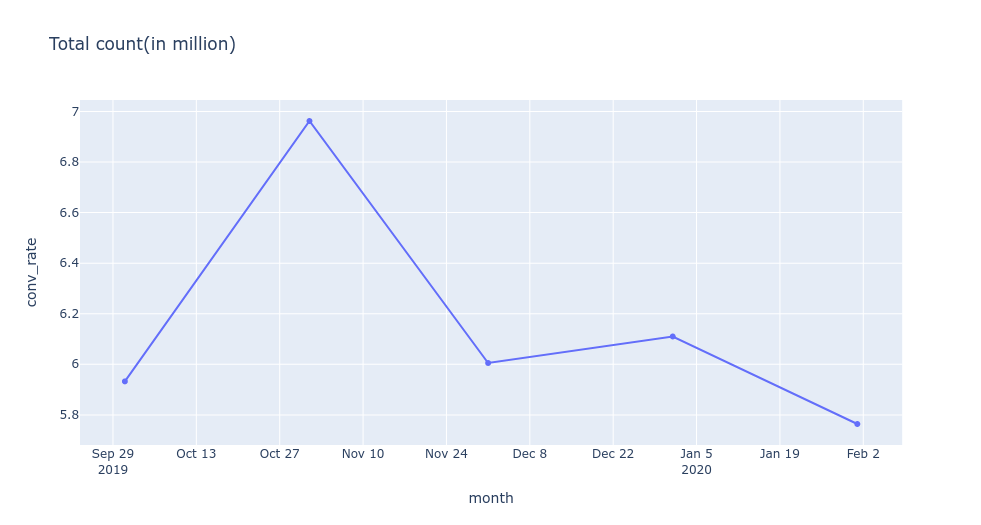 Total count(in million)
7
6.8
6.6
6.4
6.2
6
5.8
conv_rate
Sep 29 Oct 13 Oct 27 Nov 10 Nov 24 Dec 8 Dec 22 Jan 5 Jan 19 Feb 2
2019 2020
month